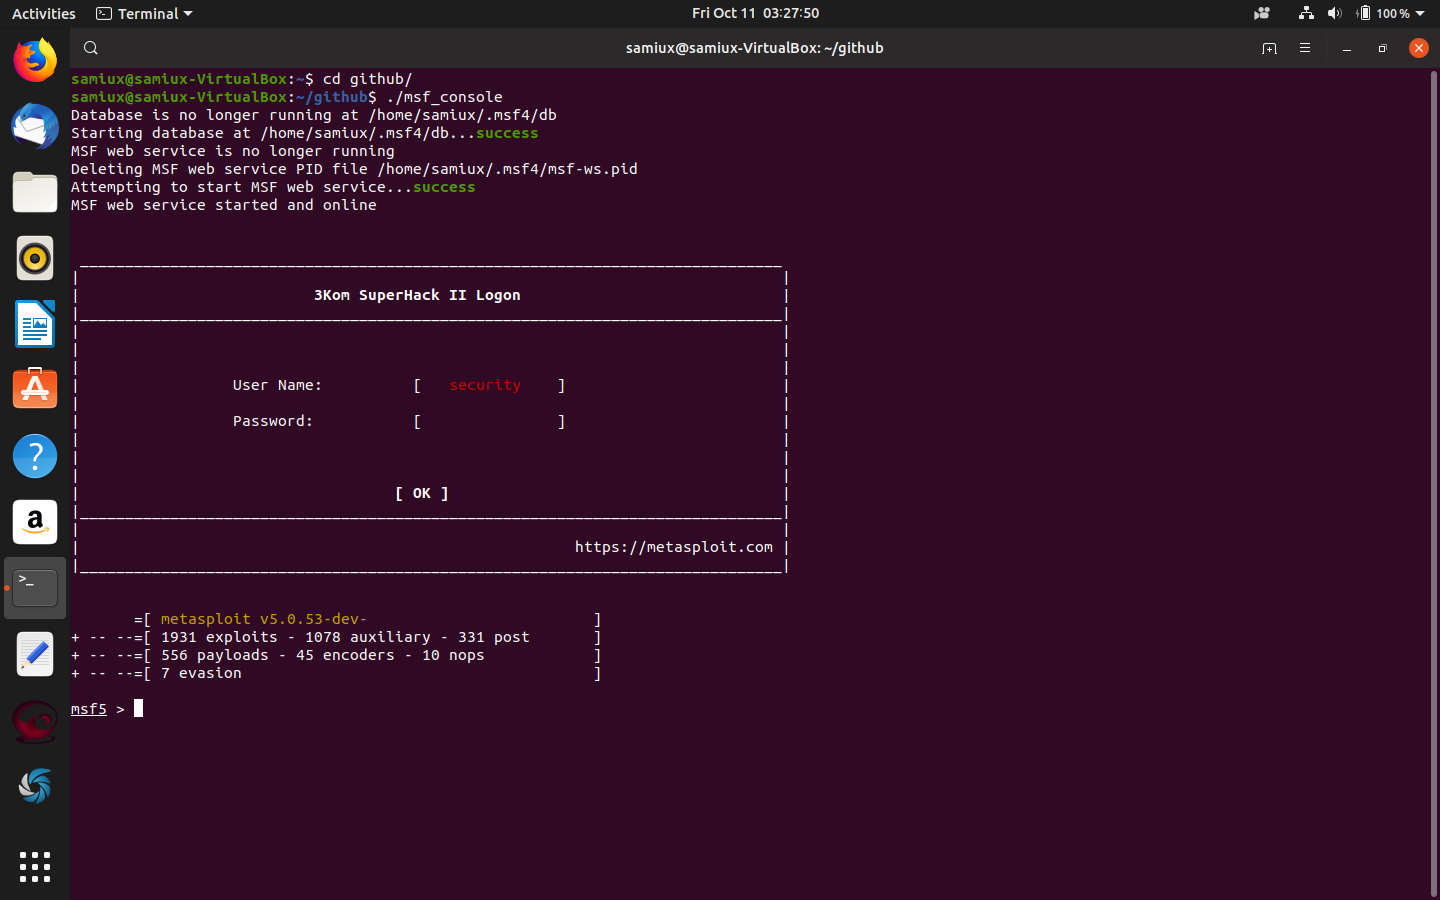 Activities Terminal Fri Oct 11 03:27:50 100 %
samiux@samiux-VirtualBox: ~/github
samiux@samiux-VirtualBox:~$ cd github/
samiux@samiux-VirtualBox:~/github$ ./msf_console
Database is no longer running at /home/samiux/.msf4/db
Starting database at /home/samiux/.msf4/db...success
MSF web service is no longer running
Deleting MSF web service PID file /home/samiux/.msf4/msf-ws.pid
Attempting to start MSF web service...success
MSF web service started and online
3Kom SuperHack II Logon
User Name: [ security ]
Password: [ ]
[ OK ]
https://metasploit.com
=[ metasploit v5.0.53-dev- ]
+ -- --=[ 1931 exploits - 1078 auxiliary - 331 post ]
+ -- --=[ 556 payloads - 45 encoders - 10 nops ]
+ -- --=[ 7 evasion ]
msf5 >